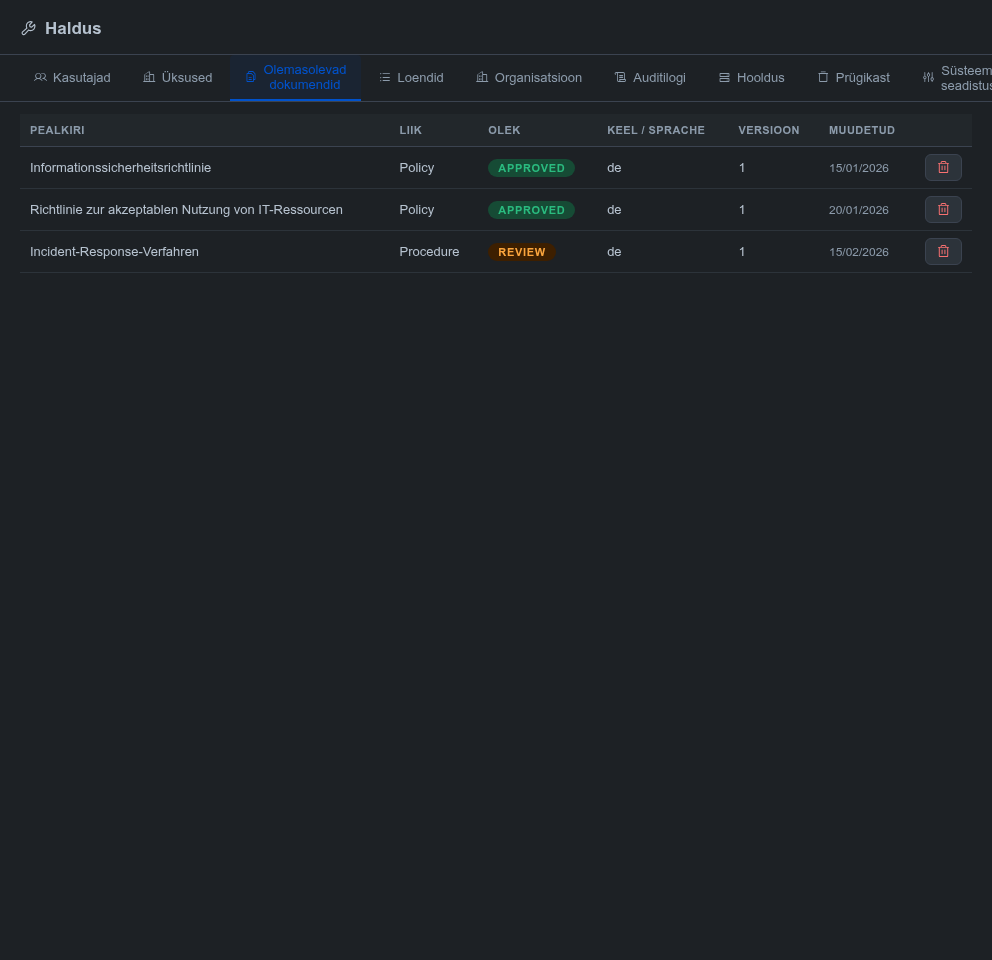 Haldus
Kasutajad
Üksused
Olemasolevad
dokumendid
Loendid
Organisatsioon
Auditilogi
Hooldus
Prügikast
Süsteem
seadistus
PEALKIRI LIIK OLEK KEEL / SPRACHE VERSIOON MUUDETUD
Informationssicherheitsrichtlinie Policy APPROVED de 1 15/01/2026
Richtlinie zur akzeptablen Nutzung von IT-Ressourcen Policy APPROVED de 1 20/01/2026
Incident-Response-Verfahren Procedure REVIEW de 1 15/02/2026